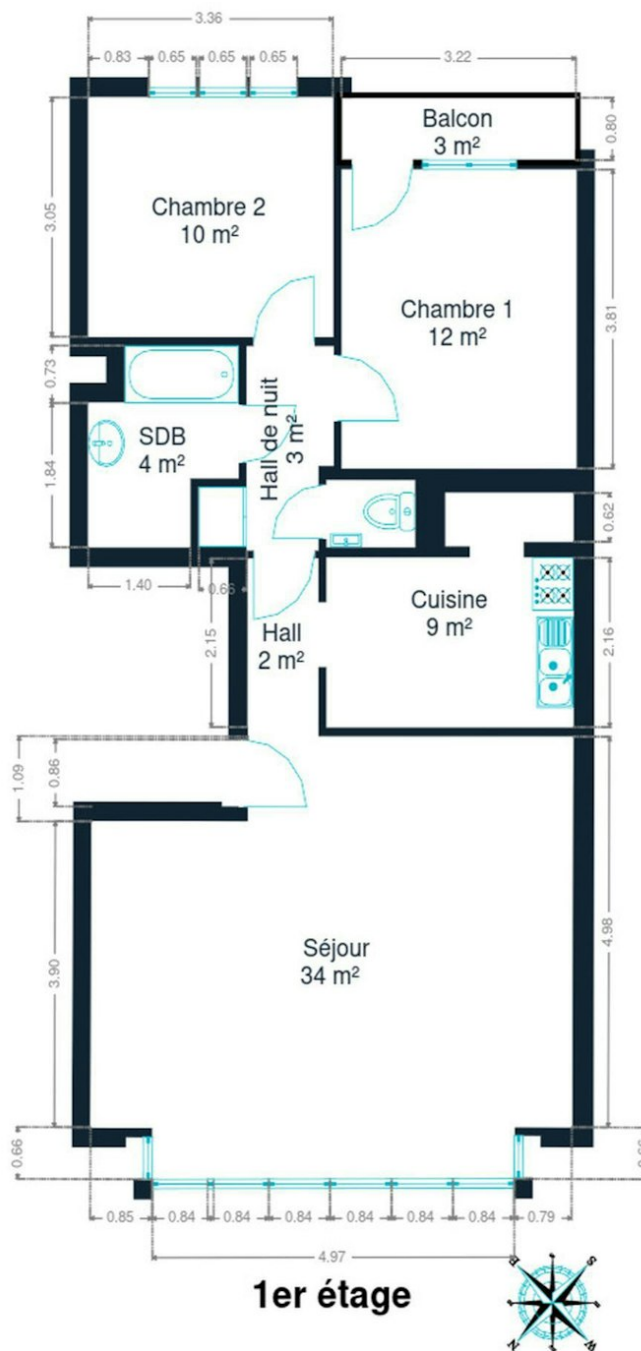 3.36
0.83
0.65
0.65
0.65
3.22
Balcon
3 m²
0.80
3.05
Chambre 2
10 m²
Chambre 1
12 m²
3.81
0.73
SDB
4 m²
Hall de nuit
3 m²
1.84
0.62
1.40
0.66
Cuisine
9 m²
Hall
2 m²
2.15
2.16
1.09
0.86
Séjour
34 m²
3.90
4.98
0.66
0.85
0.84
0.84
0.84
0.84
0.84
0.84
0.79
4.97
1er étage
E
S
N
W